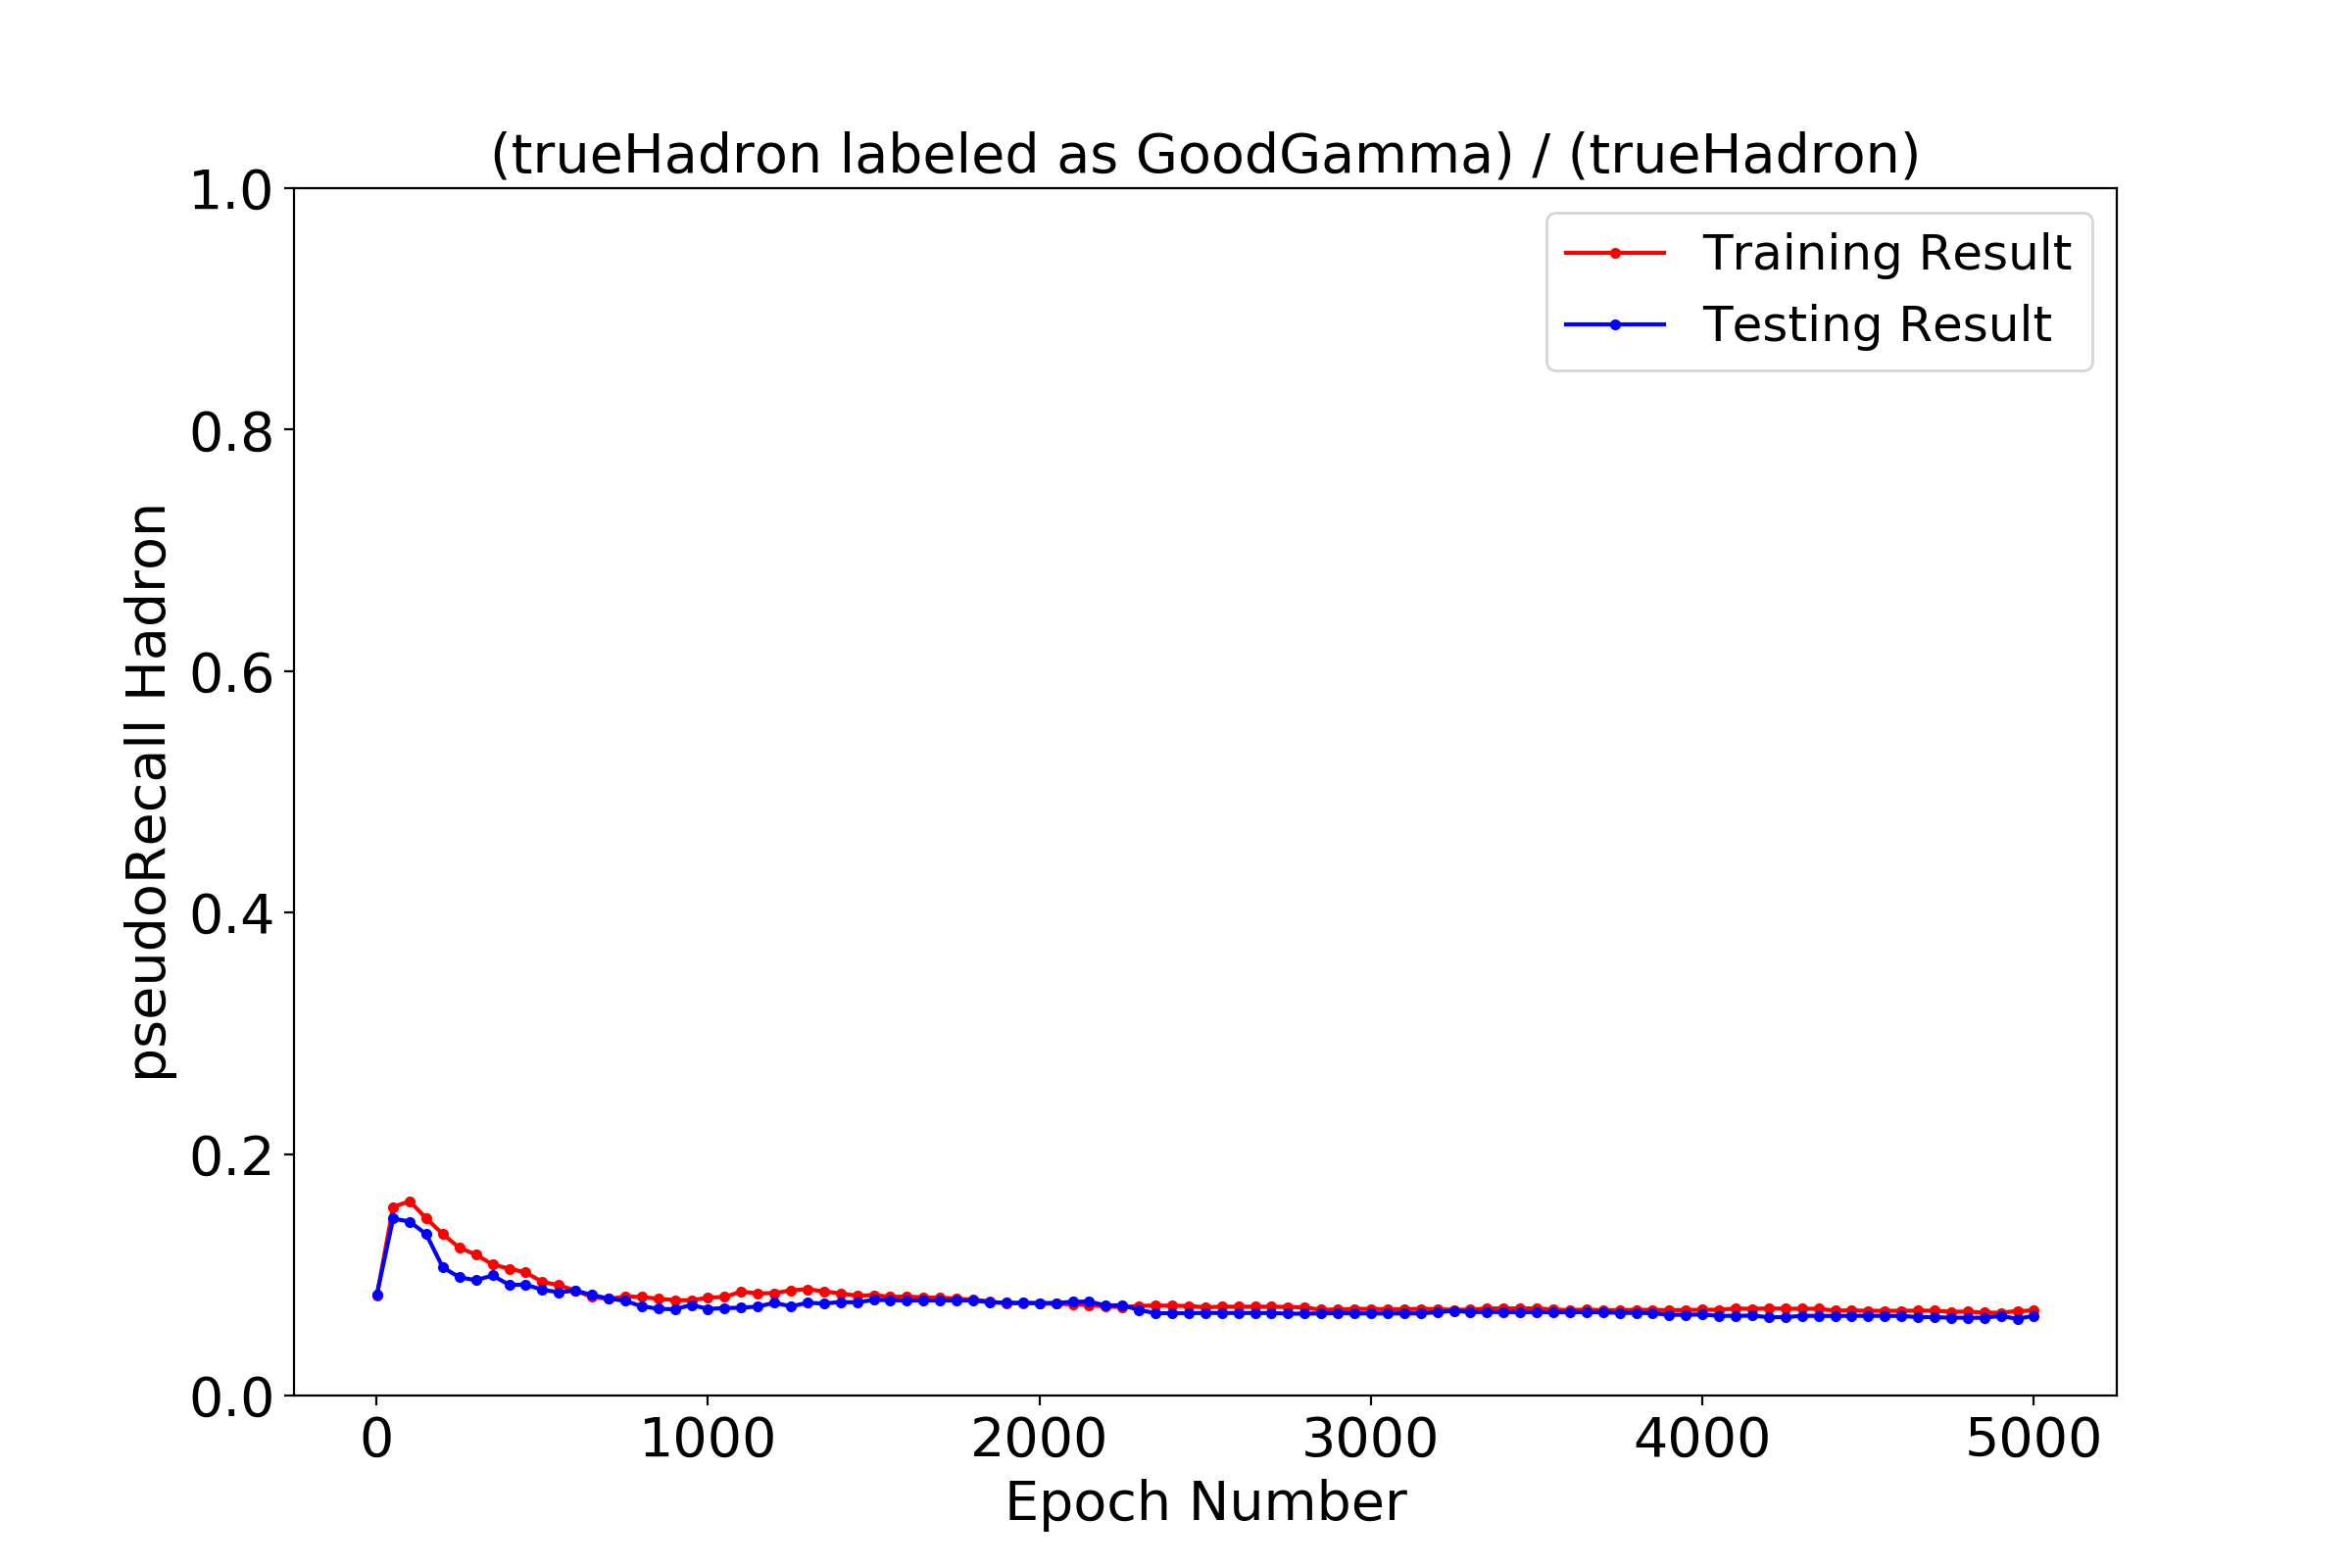 (trueHadron labeled as GoodGamma) / (trueHadron)
1.0
0.8
0.6
0.4
0.2
0.0
pseudoRecall Hadron
Training Result
Testing Result
0 1000 2000 3000 4000 5000
Epoch Number